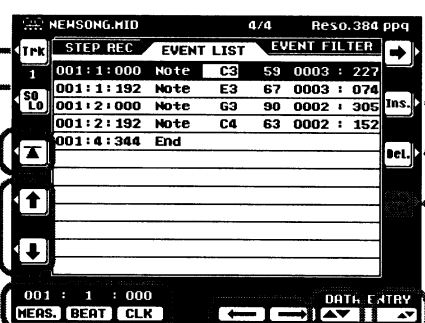 NEWSONG.MID 4/4 Reso.384 ppq
TrK STEP REC EVENT LIST EVENT FILTER
1 001:1:000 Note C3 59 0003 : 227
SO LO 001:1:192 Note E3 67 0003 : 074
001:2:000 Note G3 90 0002 : 305 Ins.
001:2:192 Note C4 63 0002 : 152
001:4:344 End
Del.
001 : 1 : 000 DATA ENTRY
MEAS. BEAT CLK